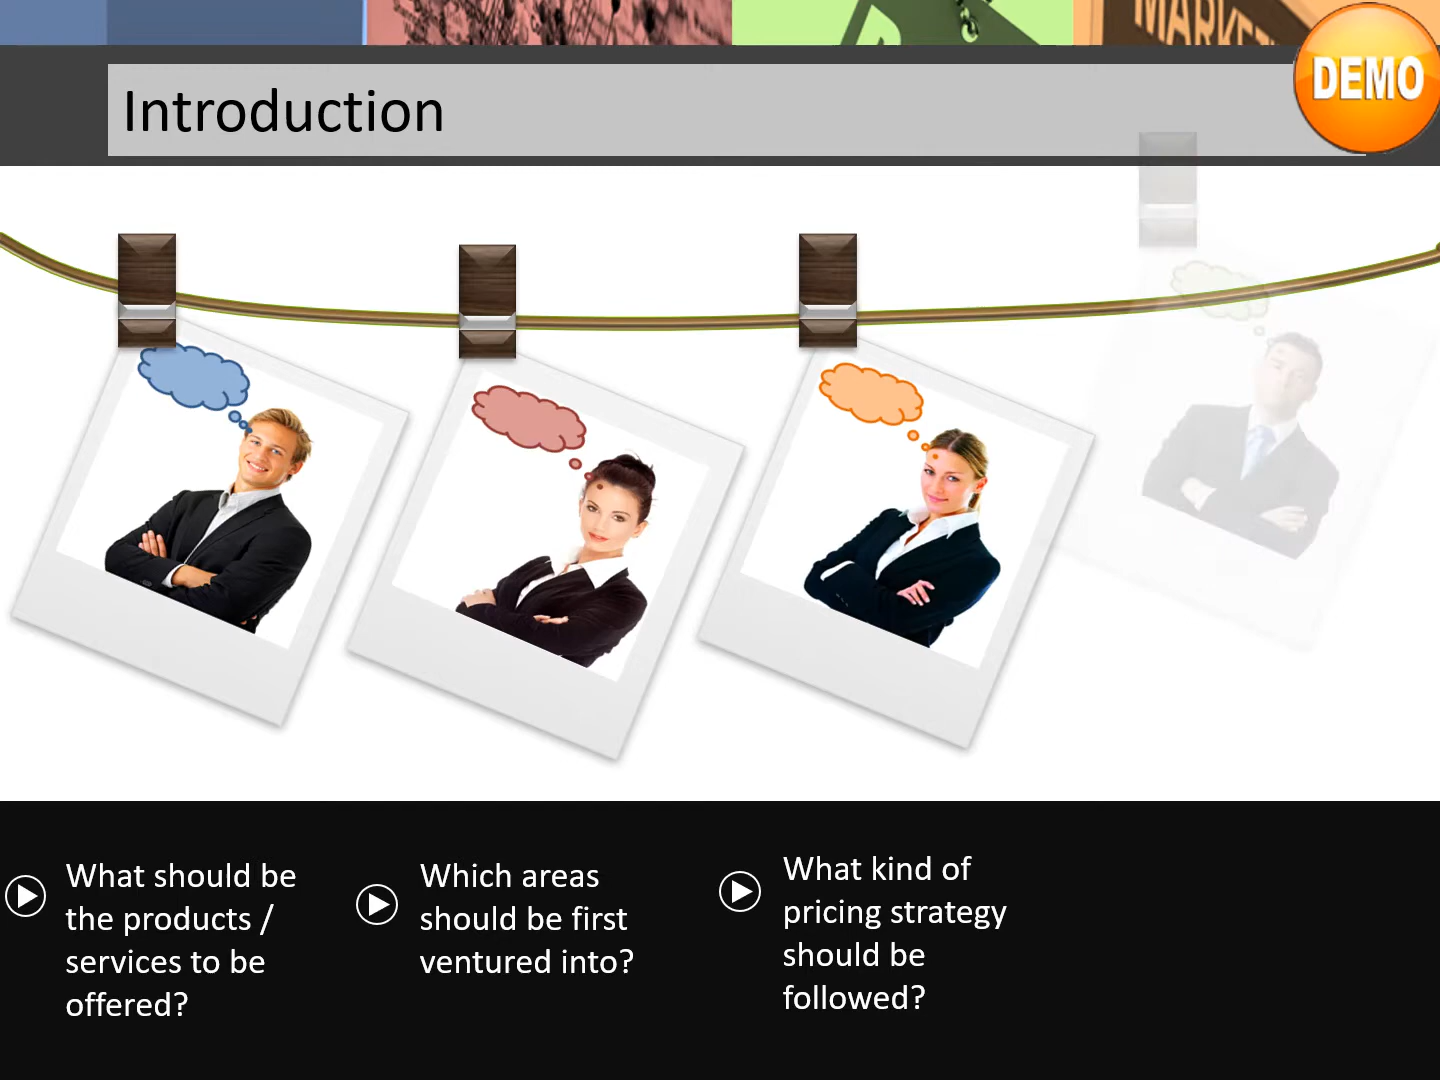 MARKET
DEMO
Introduction
What should be
the products /
services to be
offered?
Which areas
should be first
ventured into?
What kind of
pricing strategy
should be
followed?